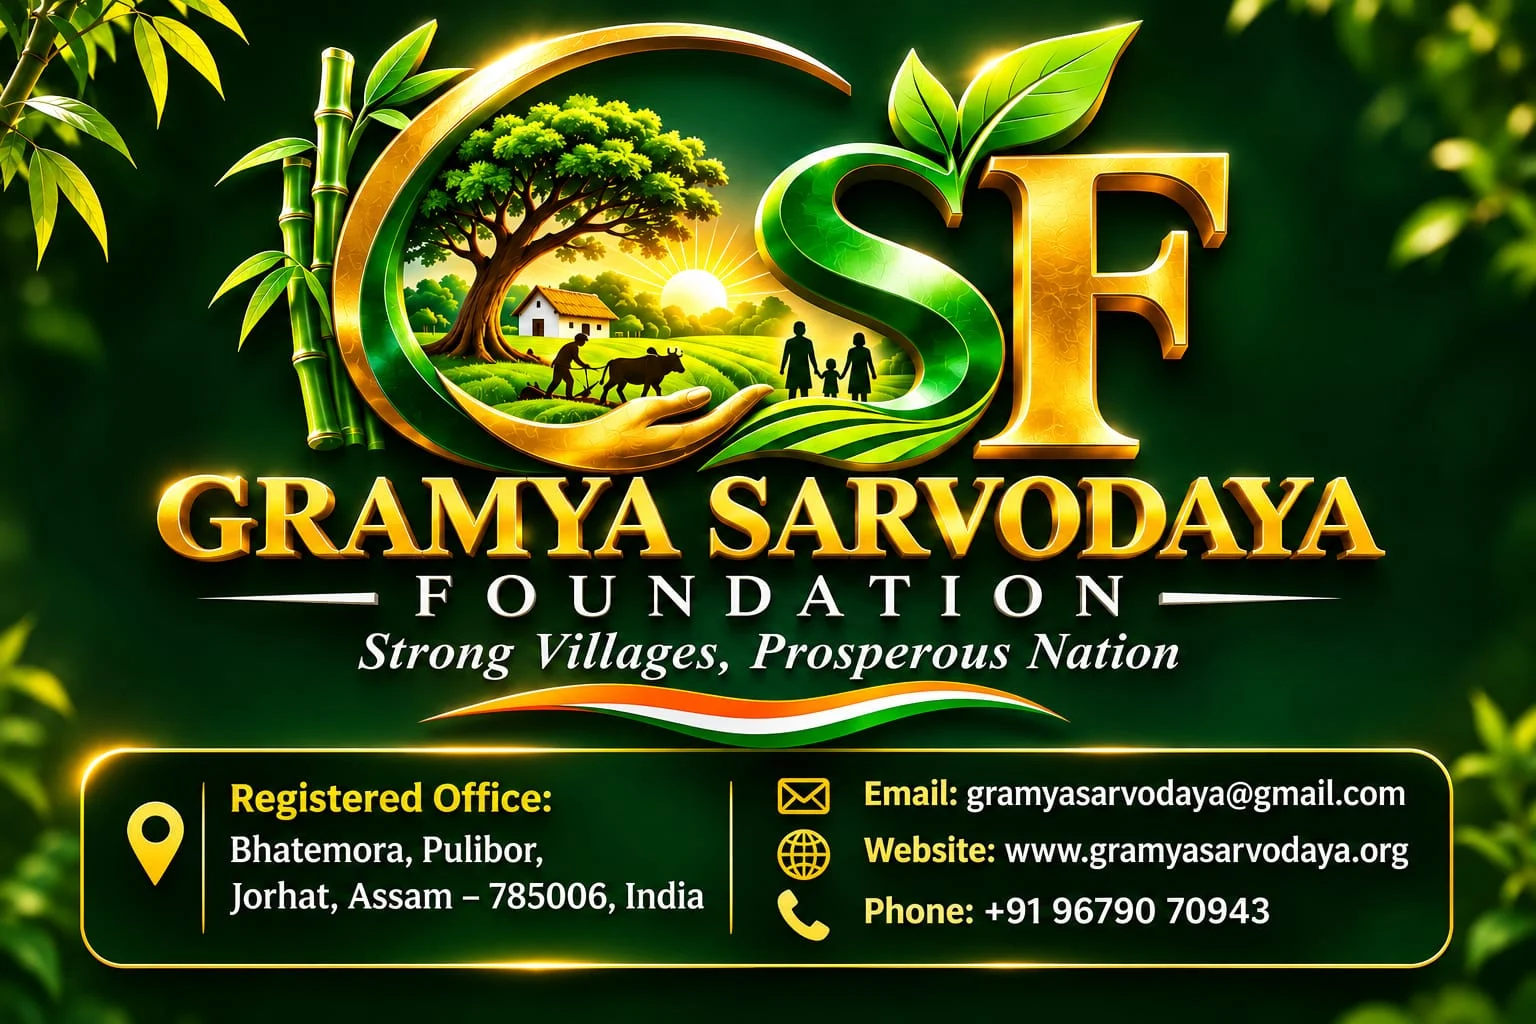 GSF
GRAMYA SARVODAYA
FOUNDATION
Strong Villages, Prosperous Nation
Registered Office:
Bhatemora, Pulibor,
Jorhat, Assam – 785006, India
Email: gramyasarvodaya@gmail.com
Website: www.gramyasarvodaya.org
Phone: +91 96790 70943